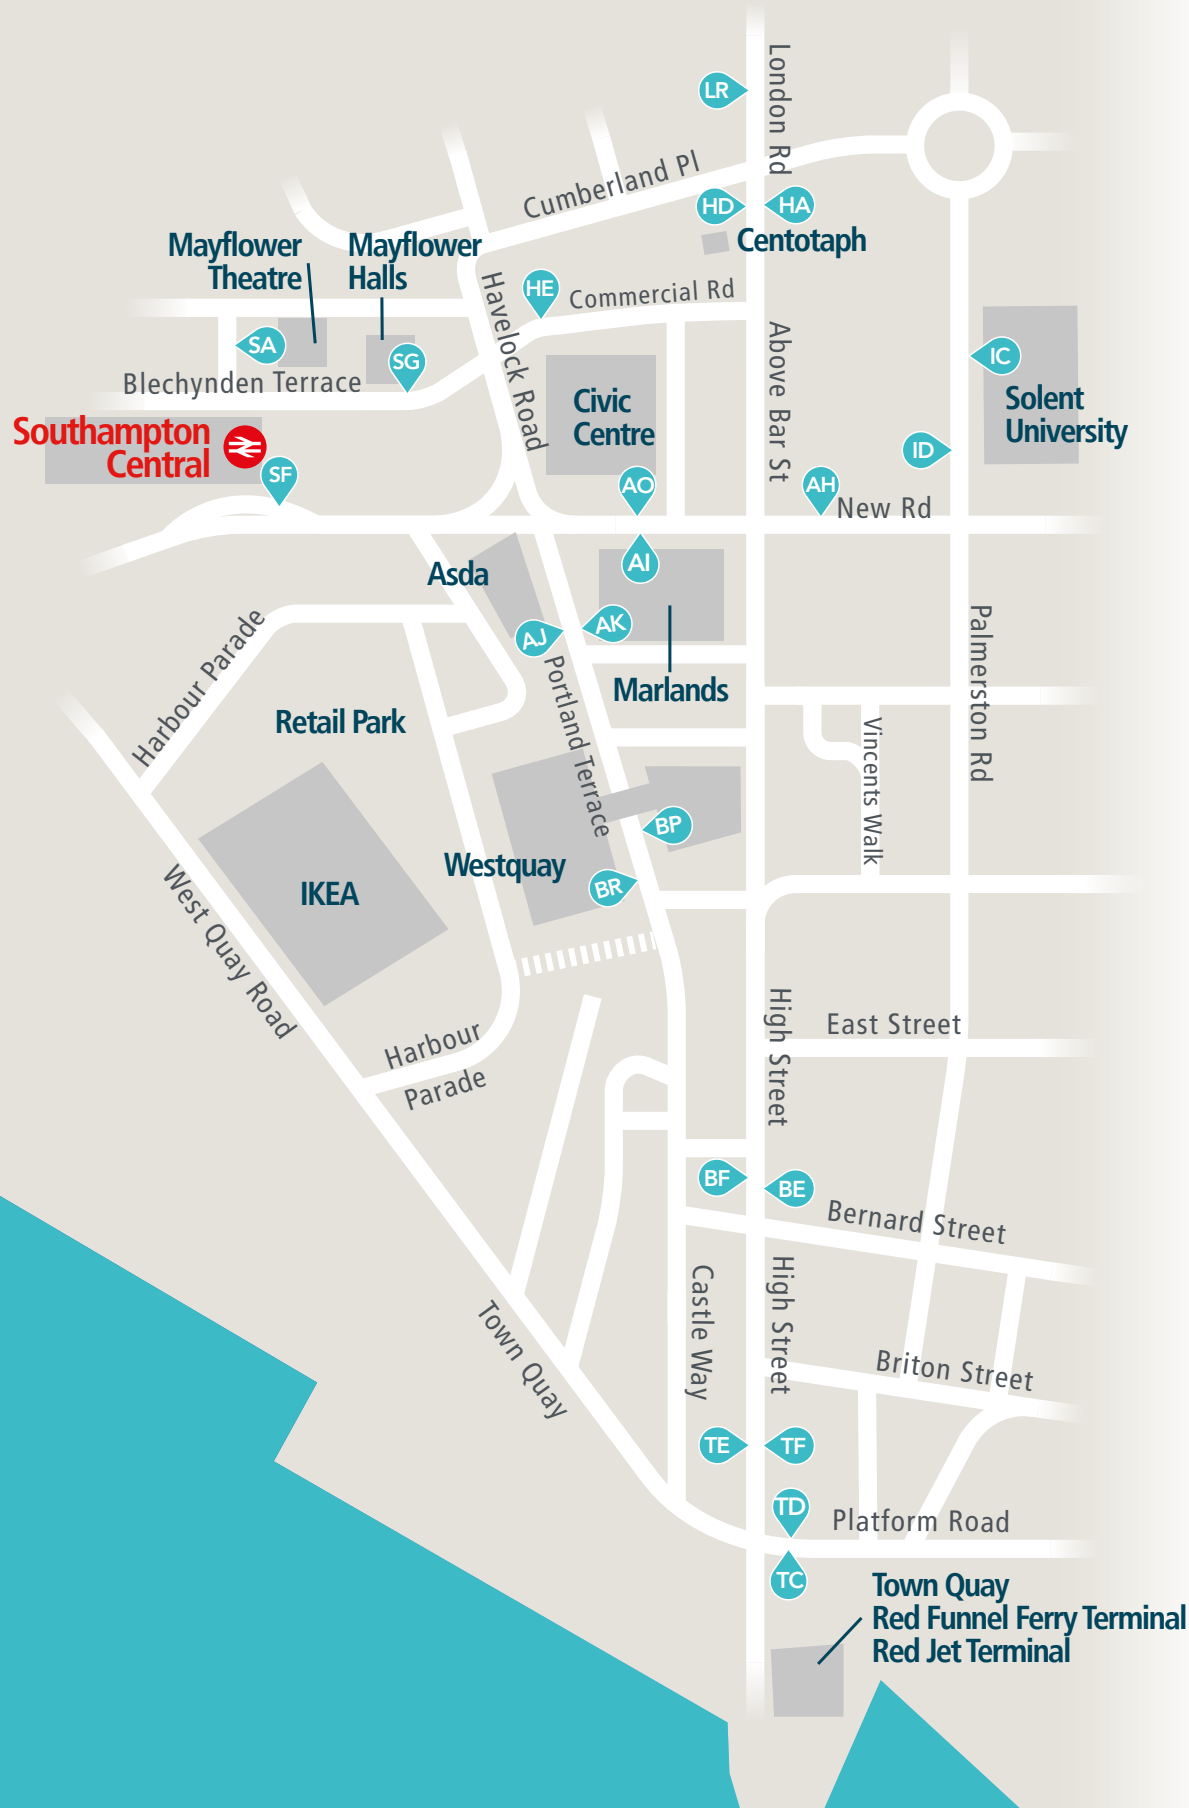 London Rd
LR
Cumberland Pl
HD
HA
Centotaph
Mayflower
Theatre
Mayflower
Halls
HE
Commercial Rd
Havelock Road
SA
SG
Blechynden Terrace
Above Bar St
IC
Solent
University
Civic
Centre
Southampton
Central
SF
ID
AO
AH
New Rd
AI
Asda
AJ
AK
Marlands
Harbour Parade
Portland Terrace
Palmerston Rd
Retail Park
Vincents Walk
BP
Westquay
BR
IKEA
West Quay Road
High Street
East Street
Harbour
Parade
BF
BE
Bernard Street
Castle Way
High Street
Town Quay
Briton Street
TE
TF
TD
Platform Road
TC
Town Quay
Red Funnel Ferry Terminal
Red Jet Terminal